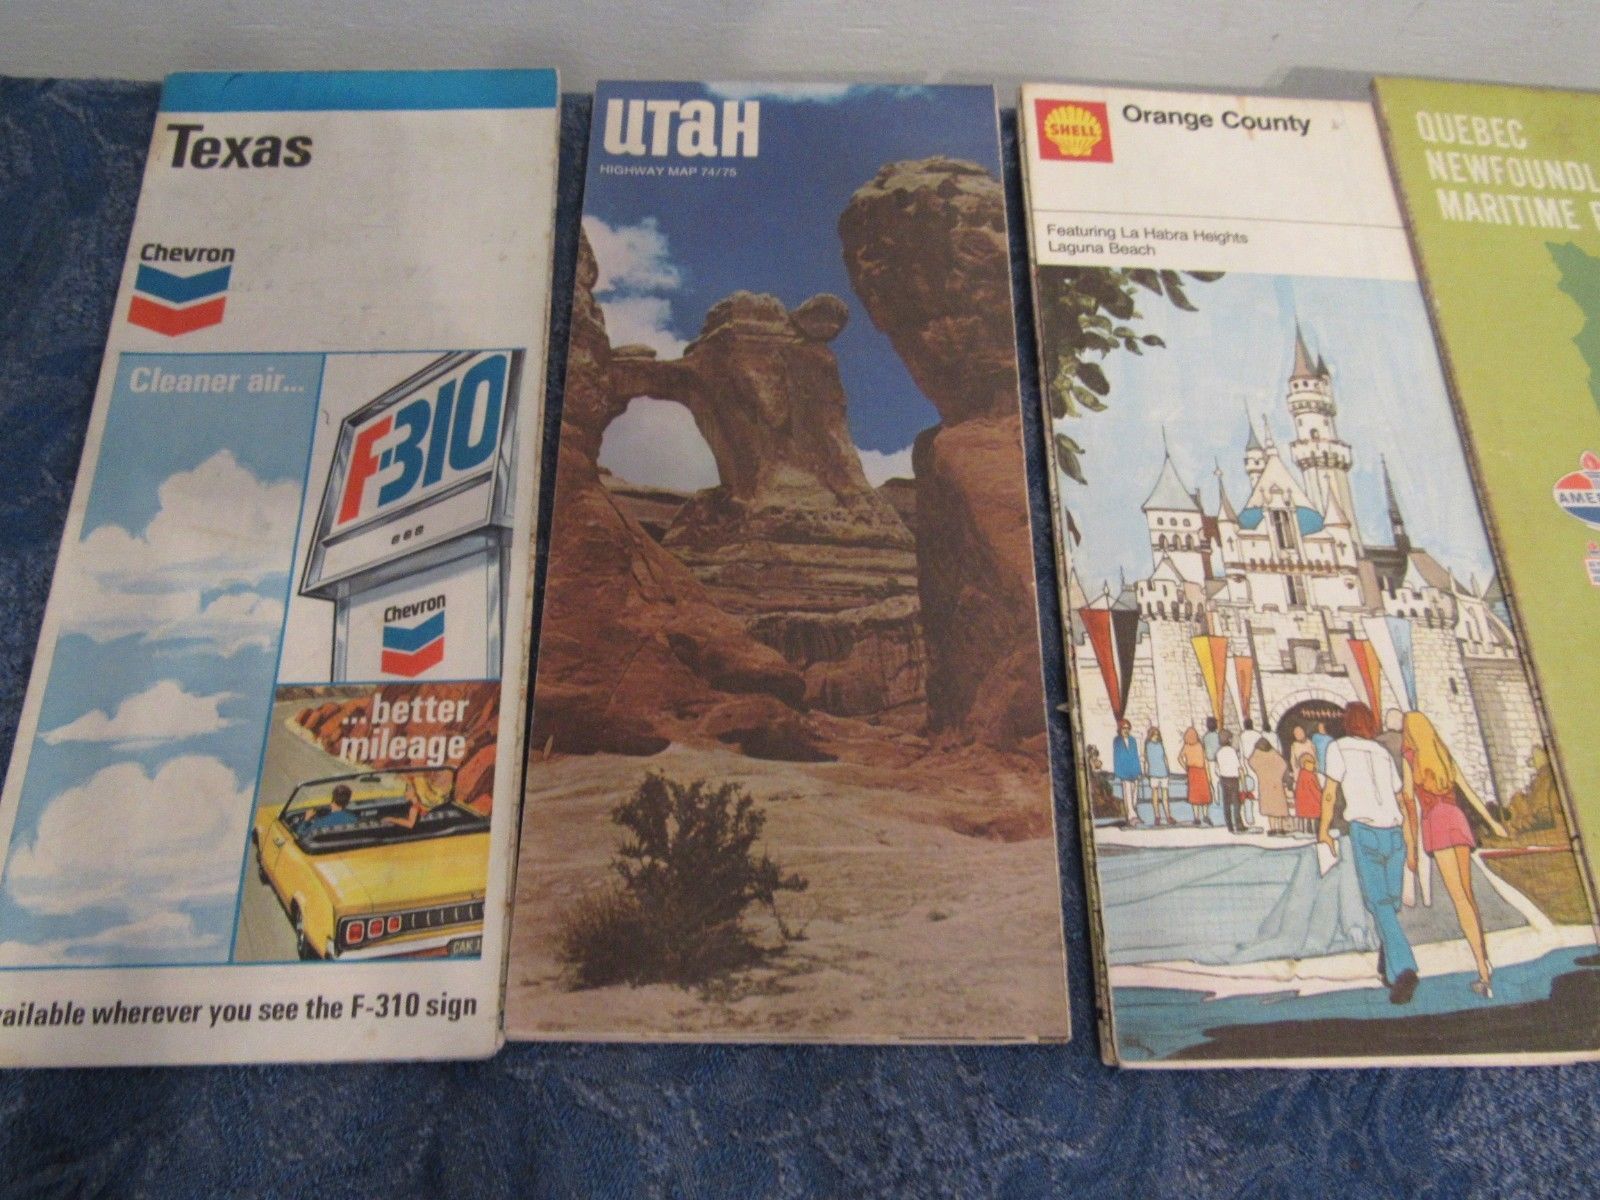 Texas
Chevron
Cleaner air...
F-310
Chevron
...better
mileage
wherever you see the F-310 sign
UTAH
HIGHWAY MAP 74/75
SHELL
Orange County
Featuring La Habra Heights
Laguna Beach
QUEBEC
MARITIME